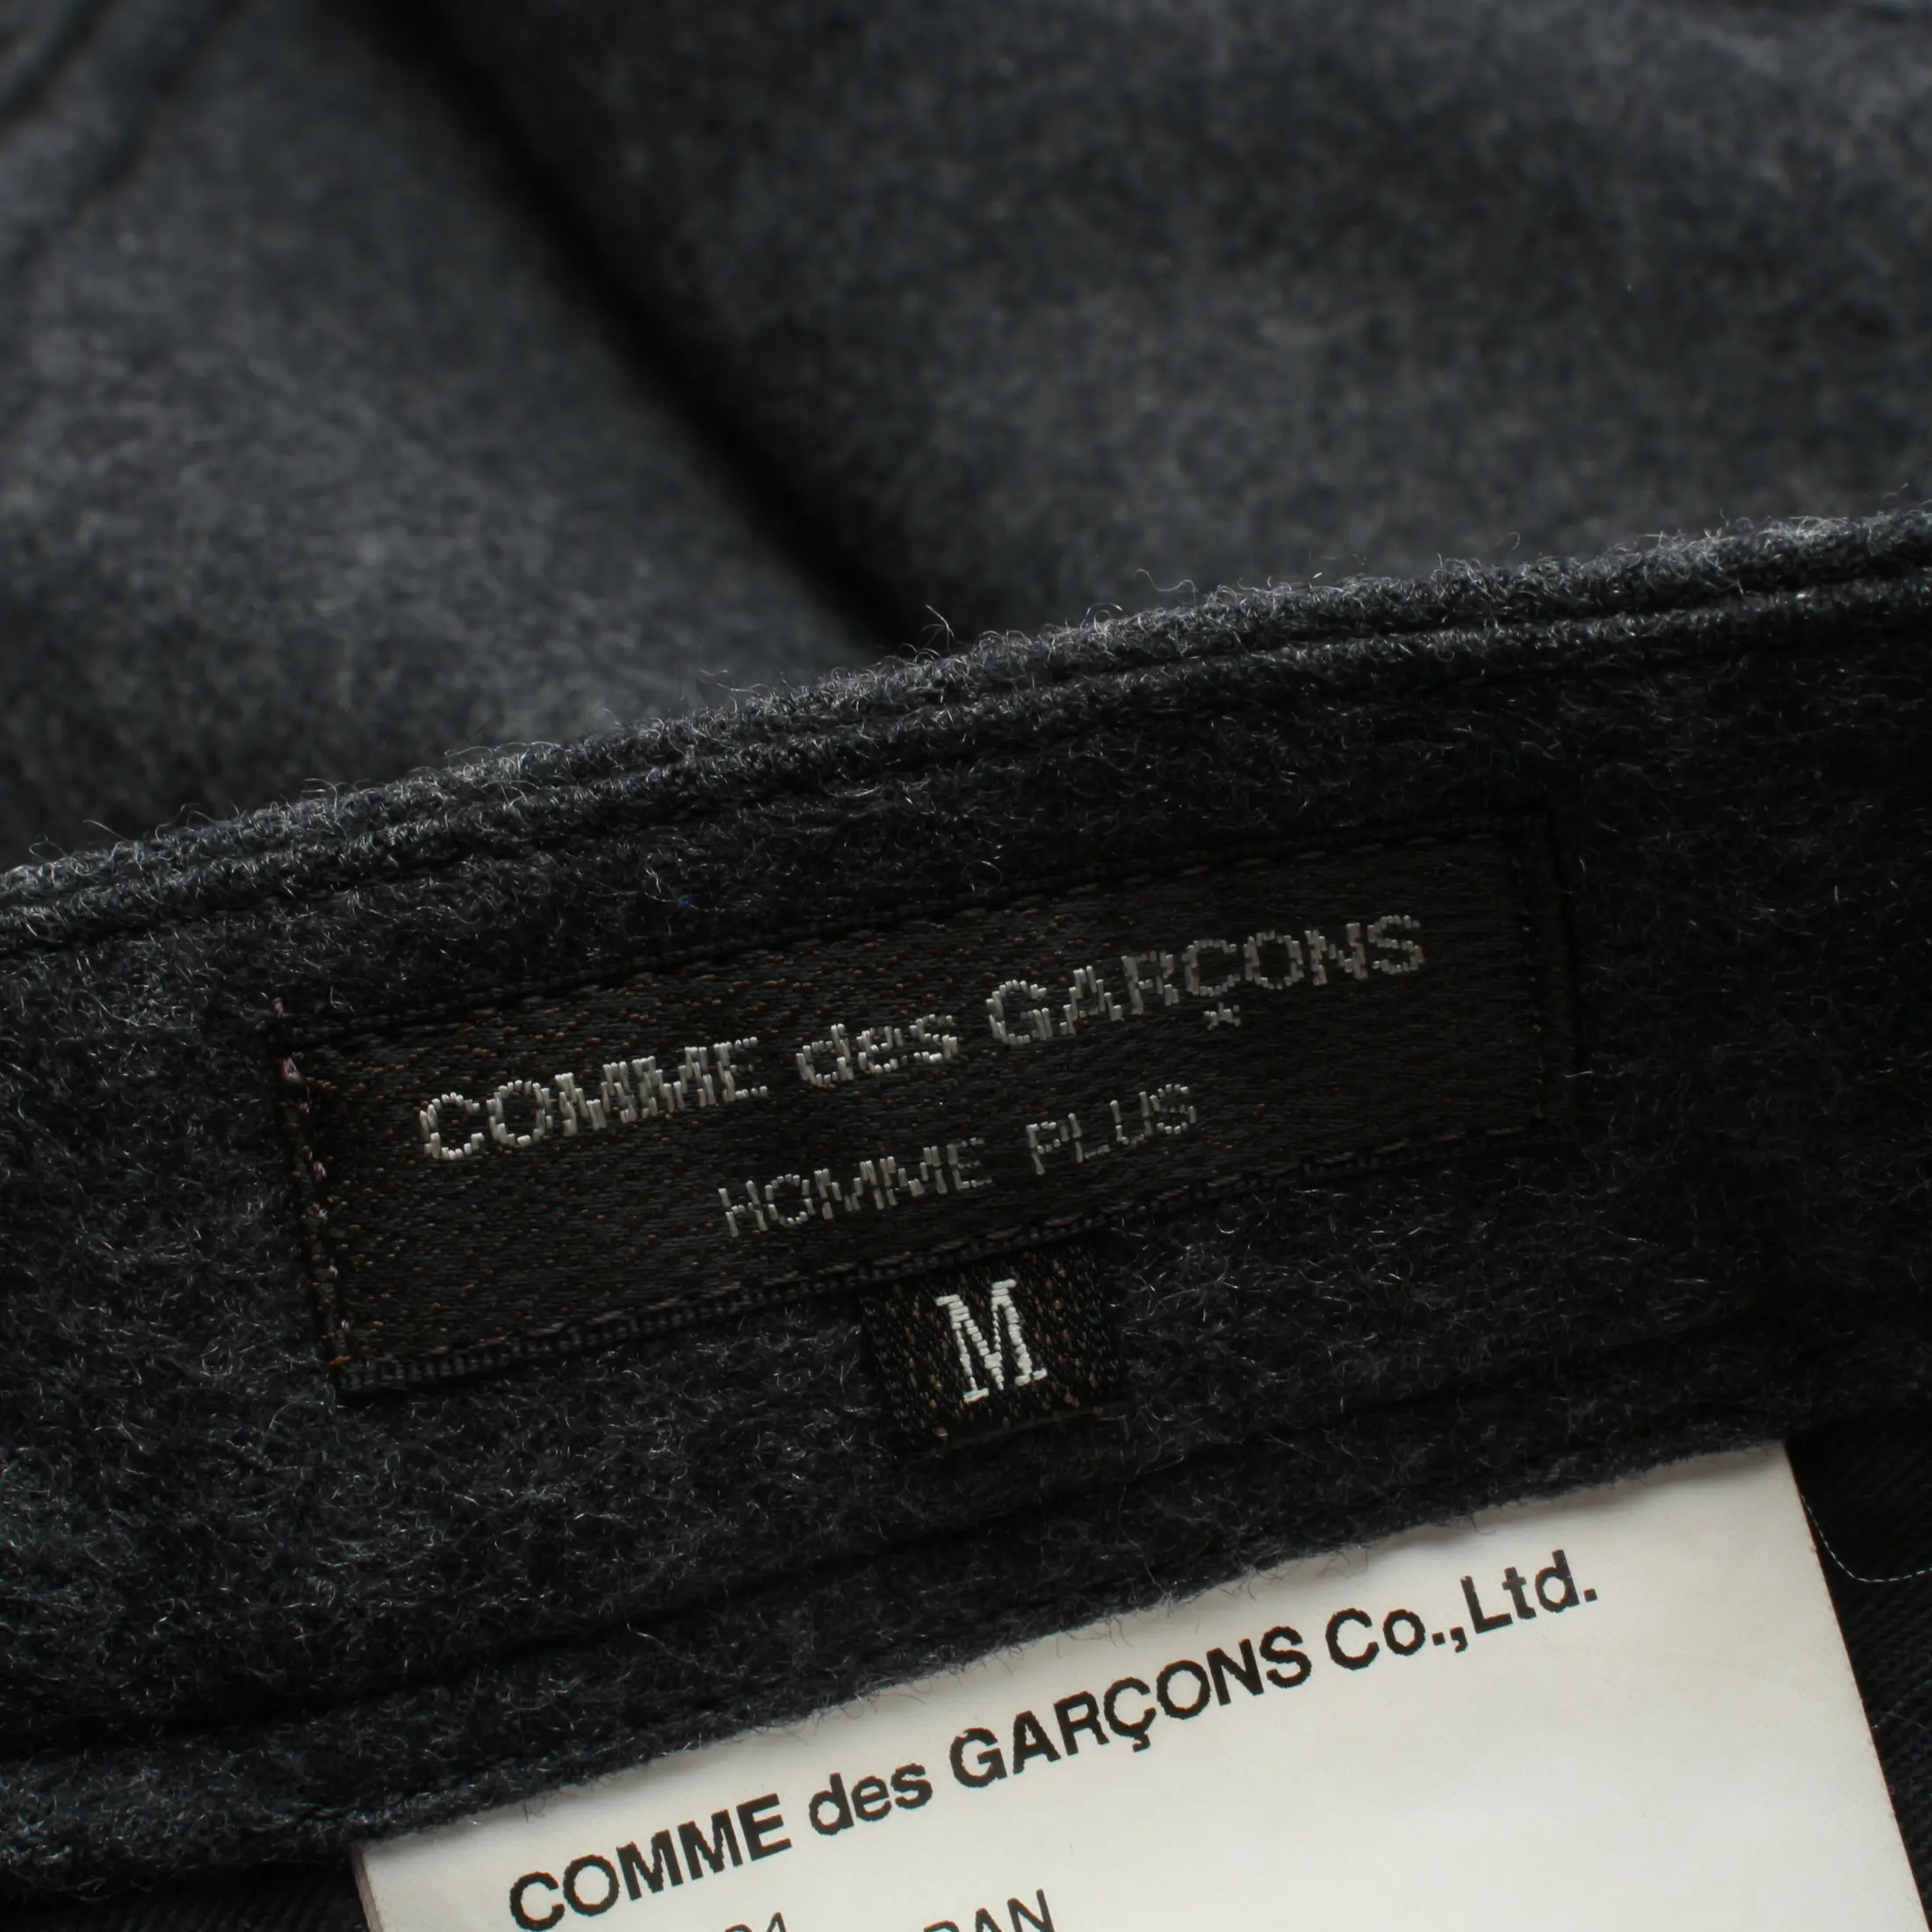 COMME des GARÇONS
HOMME PLUS
M
COMME des GARÇONS Co.,Ltd.